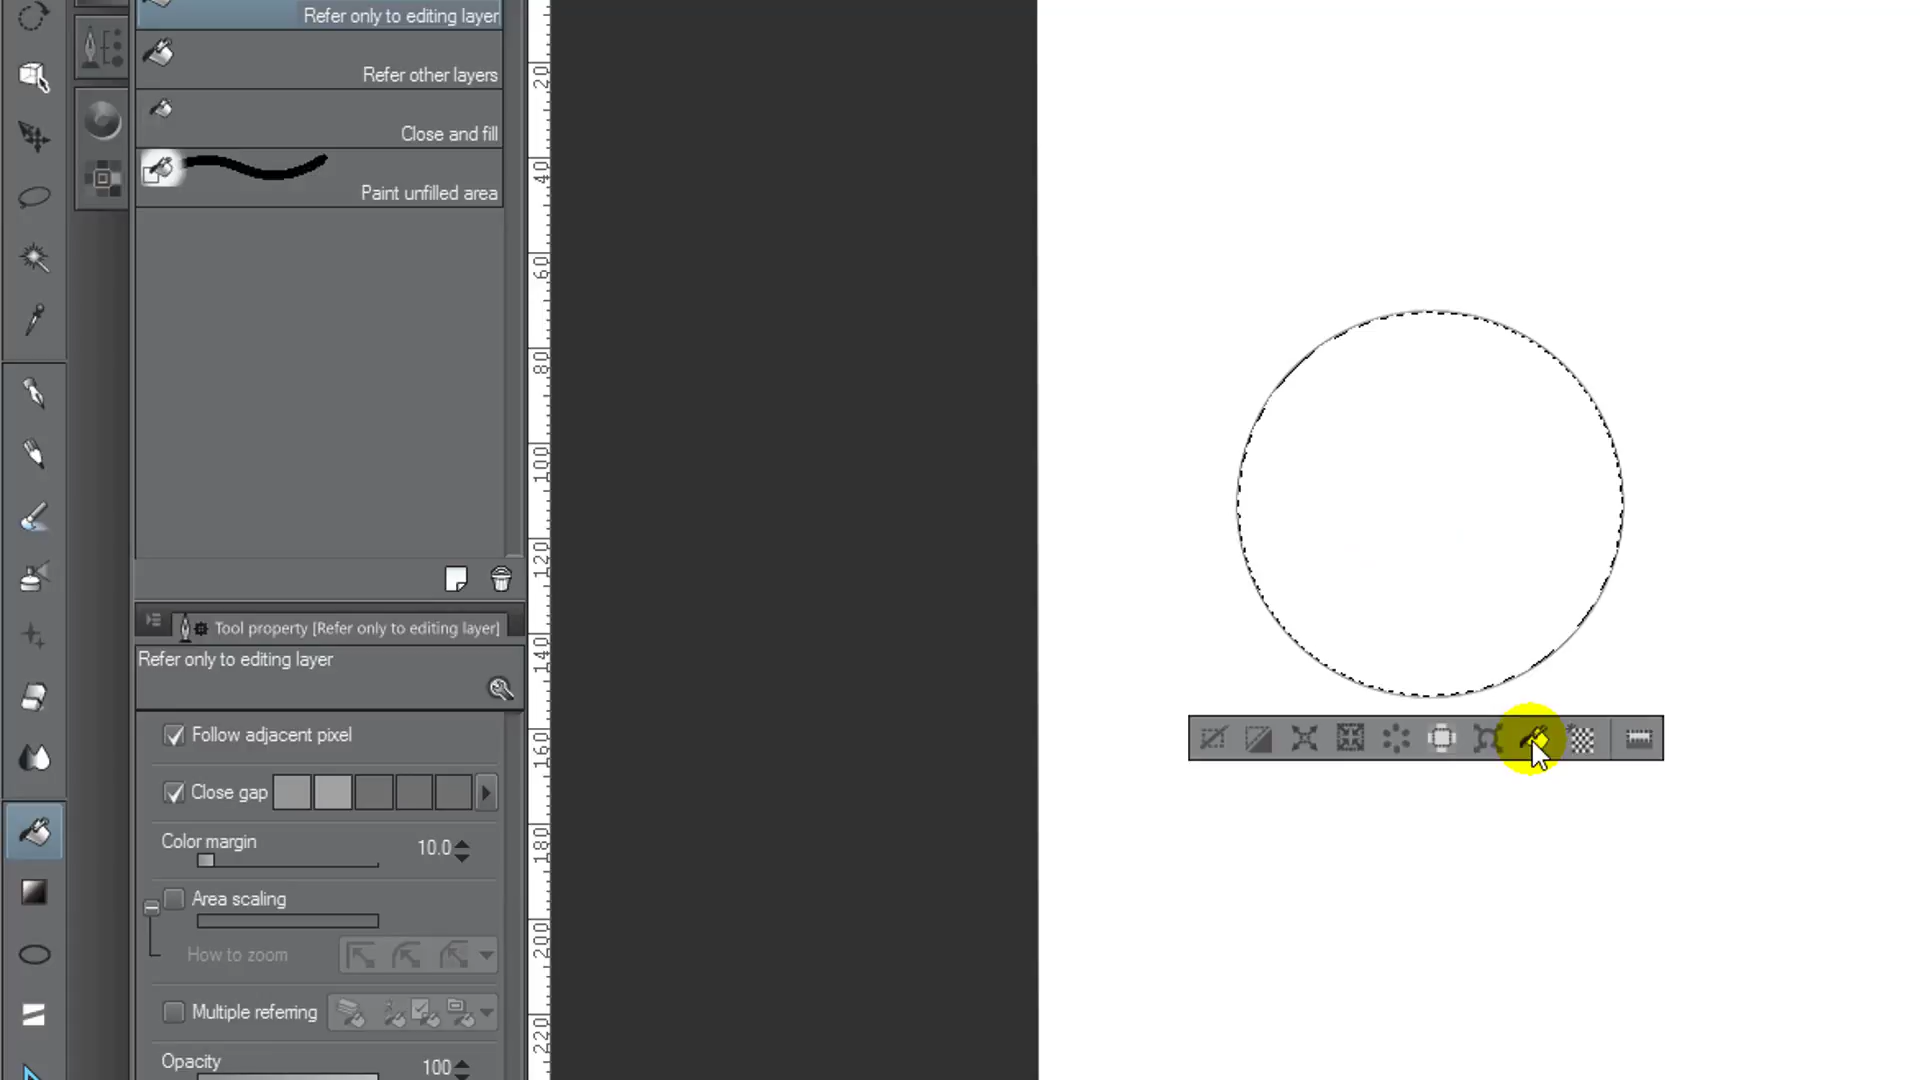 Refer only to editing layer
Refer other layers
Close and fill
Paint unfilled area
Tool property [Refer only to editing layer]
Refer only to editing layer
Follow adjacent pixel
Close gap
Color margin 10.0
Area scaling
How to zoom
Multiple referring
Opacity 100
20
40
60
80
100
120
140
160
180
200
220